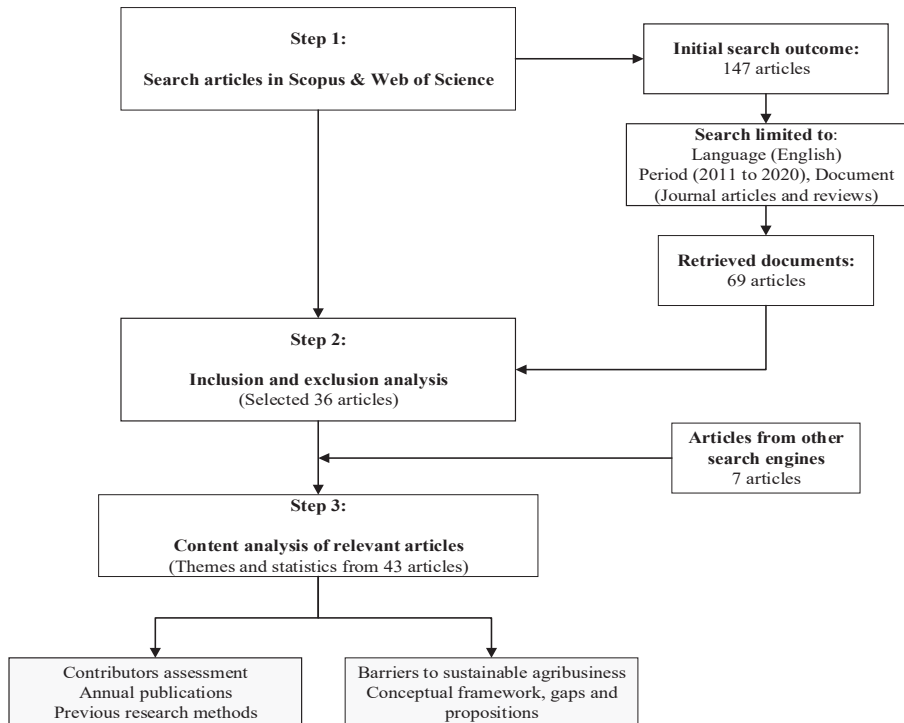 Step 1:
Search articles in Scopus & Web of Science
Initial search outcome:
147 articles
Search limited to:
Language (English)
Period (2011 to 2020), Document
(Journal articles and reviews)
Retrieved documents:
69 articles
Step 2:
Inclusion and exclusion analysis
(Selected 36 articles)
Articles from other
search engines
7 articles
Step 3:
Content analysis of relevant articles
(Themes and statistics from 43 articles)
Contributors assessment
Annual publications
Previous research methods
Barriers to sustainable agribusiness
Conceptual framework, gaps and
propositions